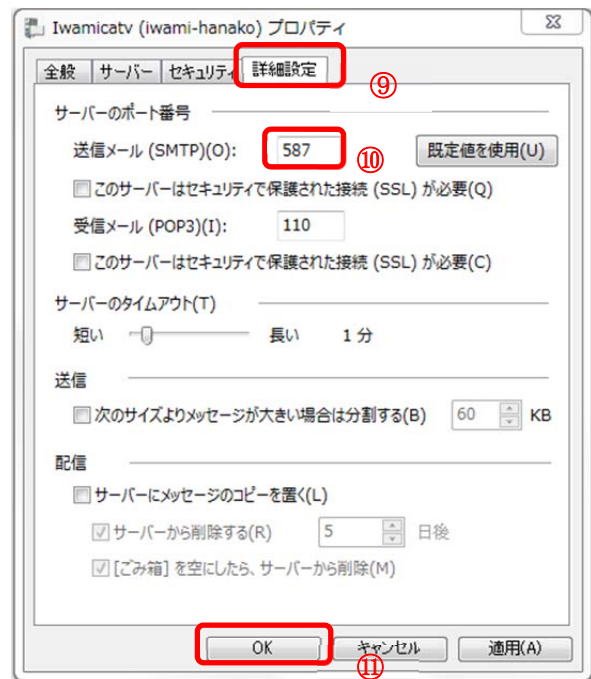 Iwamicatv (iwami-hanako) プロパティ
全般 サーバー セキュリティ 詳細設定
⑨
サーバーのポート番号
送信メール (SMTP)(O): 587 ⑩ 既定値を使用(U)
このサーバーはセキュリティで保護された接続 (SSL) が必要(Q)
受信メール (POP3)(I): 110
このサーバーはセキュリティで保護された接続 (SSL) が必要(C)
サーバーのタイムアウト(T)
短い 長い 1 分
送信
次のサイズよりメッセージが大きい場合は分割する(B) 60 KB
配信
サーバーにメッセージのコピーを置く(L)
サーバーから削除する(R) 5 日後
[ごみ箱] を空にしたら、サーバーから削除(M)
OK キャンセル 適用(A)
⑪